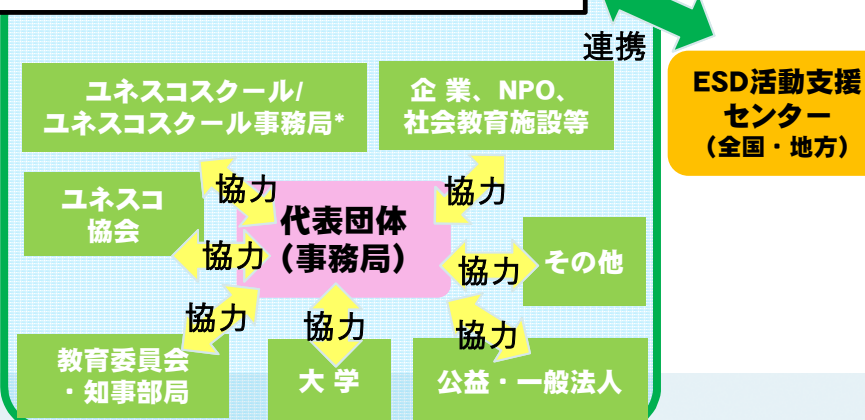 連携
ESD活動支援
センター
（全国・地方）
ユネスコスクール/
ユネスコスクール事務局*
企 業、NPO、
社会教育施設等
協力
協力
ユネスコ
協会
代表団体
（事務局）
協力
協力
その他
協力
協力
協力
教育委員会
・知事部局
大 学
公益・一般法人